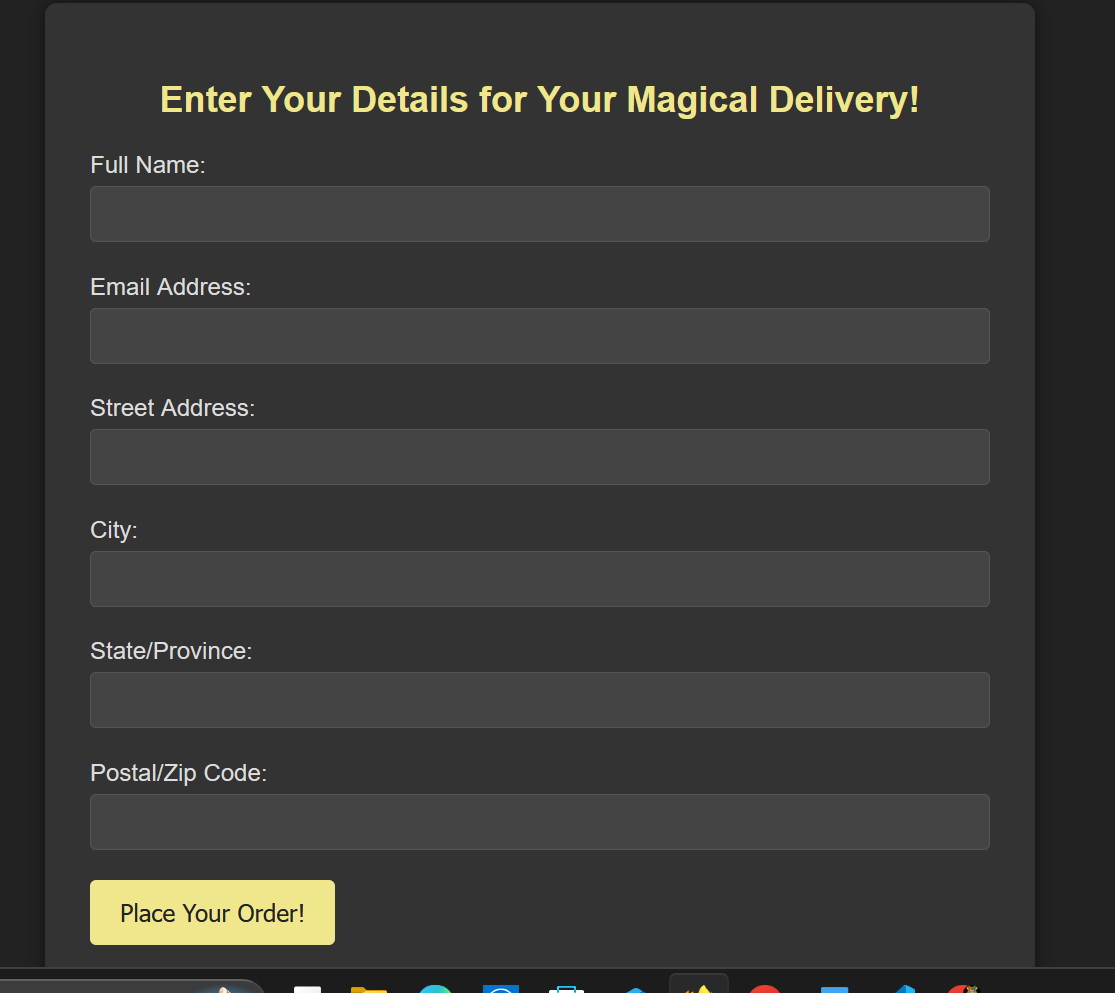 Enter Your Details for Your Magical Delivery!
Full Name:
Email Address:
Street Address:
City:
State/Province:
Postal/Zip Code:
Place Your Order!